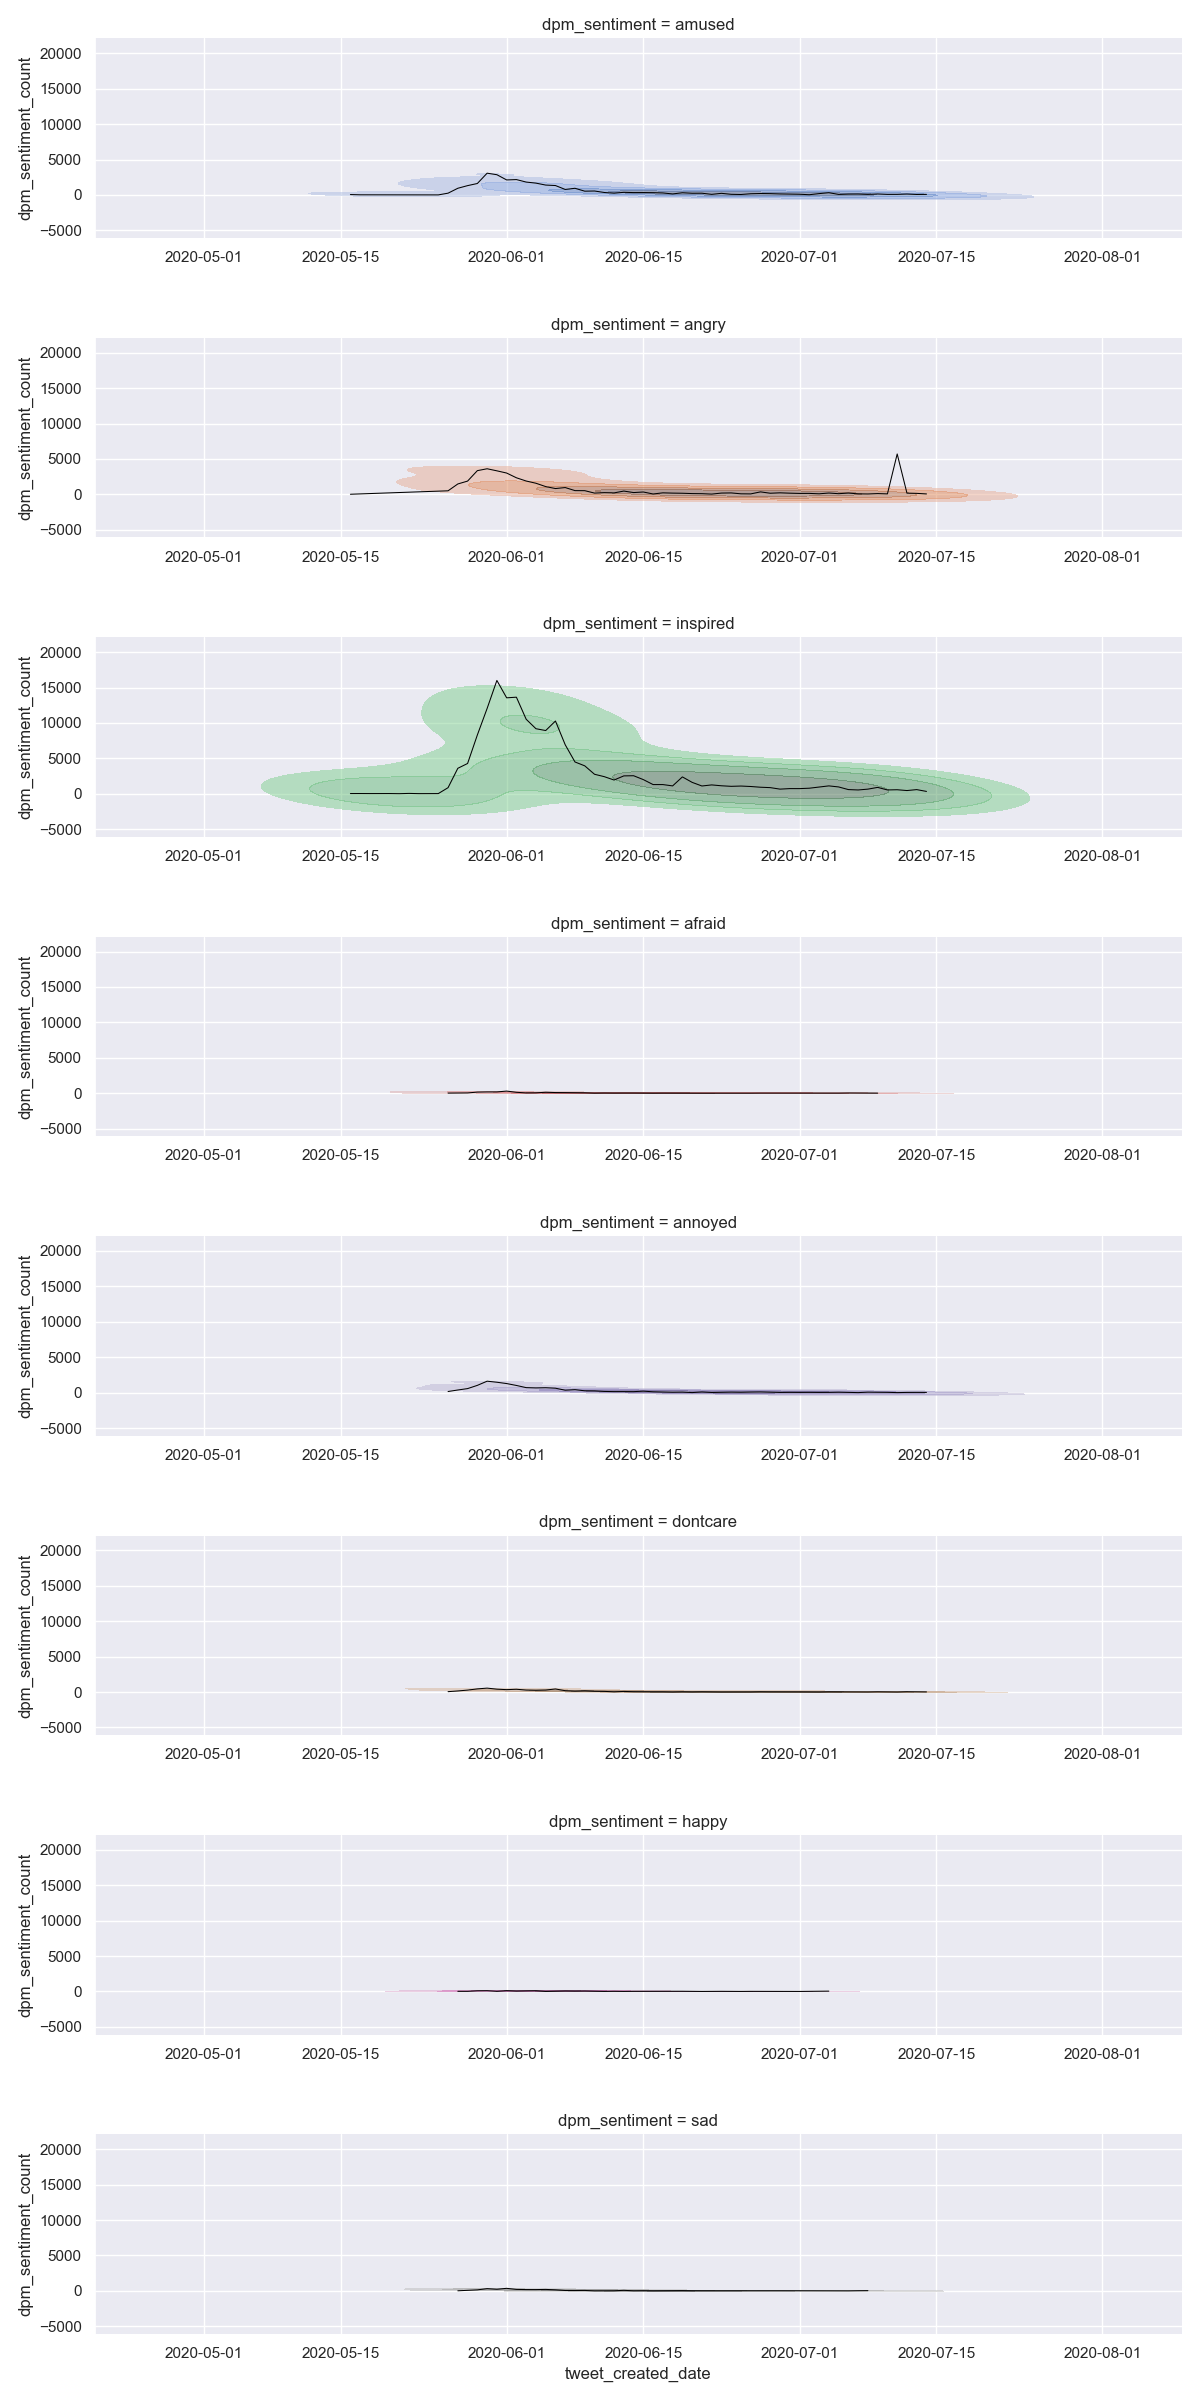 dpm_sentiment = amused
dpm_sentiment_count
20000
15000
10000
5000
0
−5000
2020-05-01 2020-05-15 2020-06-01 2020-06-15 2020-07-01 2020-07-15 2020-08-01
dpm_sentiment = angry
dpm_sentiment_count
20000
15000
10000
5000
0
−5000
2020-05-01 2020-05-15 2020-06-01 2020-06-15 2020-07-01 2020-07-15 2020-08-01
dpm_sentiment = inspired
dpm_sentiment_count
20000
15000
10000
5000
0
−5000
2020-05-01 2020-05-15 2020-06-01 2020-06-15 2020-07-01 2020-07-15 2020-08-01
dpm_sentiment = afraid
dpm_sentiment_count
20000
15000
10000
5000
0
−5000
2020-05-01 2020-05-15 2020-06-01 2020-06-15 2020-07-01 2020-07-15 2020-08-01
dpm_sentiment = annoyed
dpm_sentiment_count
20000
15000
10000
5000
0
−5000
2020-05-01 2020-05-15 2020-06-01 2020-06-15 2020-07-01 2020-07-15 2020-08-01
dpm_sentiment = dontcare
dpm_sentiment_count
20000
15000
10000
5000
0
−5000
2020-05-01 2020-05-15 2020-06-01 2020-06-15 2020-07-01 2020-07-15 2020-08-01
dpm_sentiment = happy
dpm_sentiment_count
20000
15000
10000
5000
0
−5000
2020-05-01 2020-05-15 2020-06-01 2020-06-15 2020-07-01 2020-07-15 2020-08-01
dpm_sentiment = sad
dpm_sentiment_count
20000
15000
10000
5000
0
−5000
2020-05-01 2020-05-15 2020-06-01 2020-06-15 2020-07-01 2020-07-15 2020-08-01
tweet_created_date